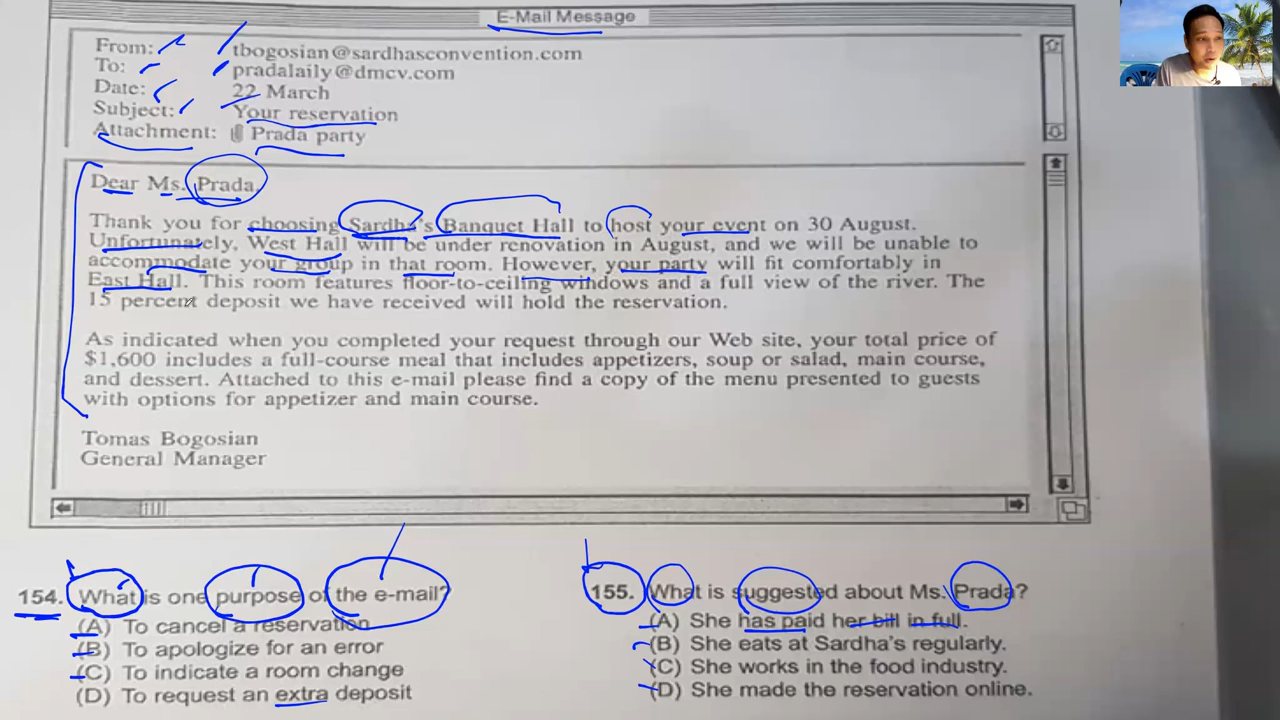 E-Mail Message
From: tbogosian@sardhasconvention.com
To: pradalaily@dmcv.com
Date: 22 March
Subject: Your reservation
Attachment: Prada party
Dear Ms. Prada,
Thank you for choosing Sardha's Banquet Hall to host your event on 30 August.
Unfortunately, West Hall will be under renovation in August, and we will be unable to
accommodate your group in that room. However, your party will fit comfortably in
East Hall. This room features floor-to-ceiling windows and a full view of the river. The
15 percent deposit we have received will hold the reservation.
As indicated when you completed your request through our Web site, your total price of
$1,600 includes a full-course meal that includes appetizers, soup or salad, main course,
and dessert. Attached to this e-mail please find a copy of the menu presented to guests
with options for appetizer and main course.
Tomas Bogosian
General Manager
154. What is one purpose of the e-mail?
(A) To cancel a reservation
(B) To apologize for an error
(C) To indicate a room change
(D) To request an extra deposit
155. What is suggested about Ms. Prada?
(A) She has paid her bill in full.
(B) She eats at Sardha's regularly.
(C) She works in the food industry.
(D) She made the reservation online.